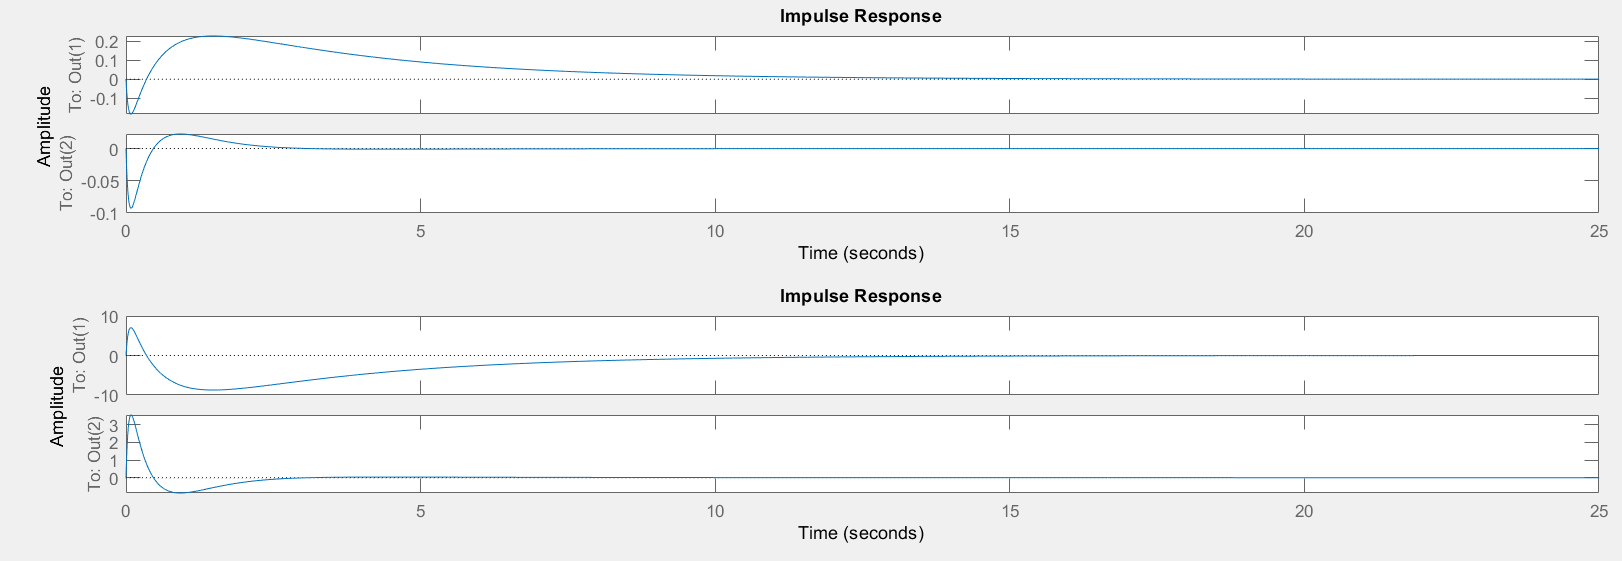 Impulse Response
Amplitude
To: Out(1)
0.2
0.1
0
-0.1
To: Out(2)
0
-0.05
-0.1
0 5 10 15 20 25
Time (seconds)
Impulse Response
Amplitude
To: Out(1)
10
0
-10
To: Out(2)
3
2
1
0
0 5 10 15 20 25
Time (seconds)